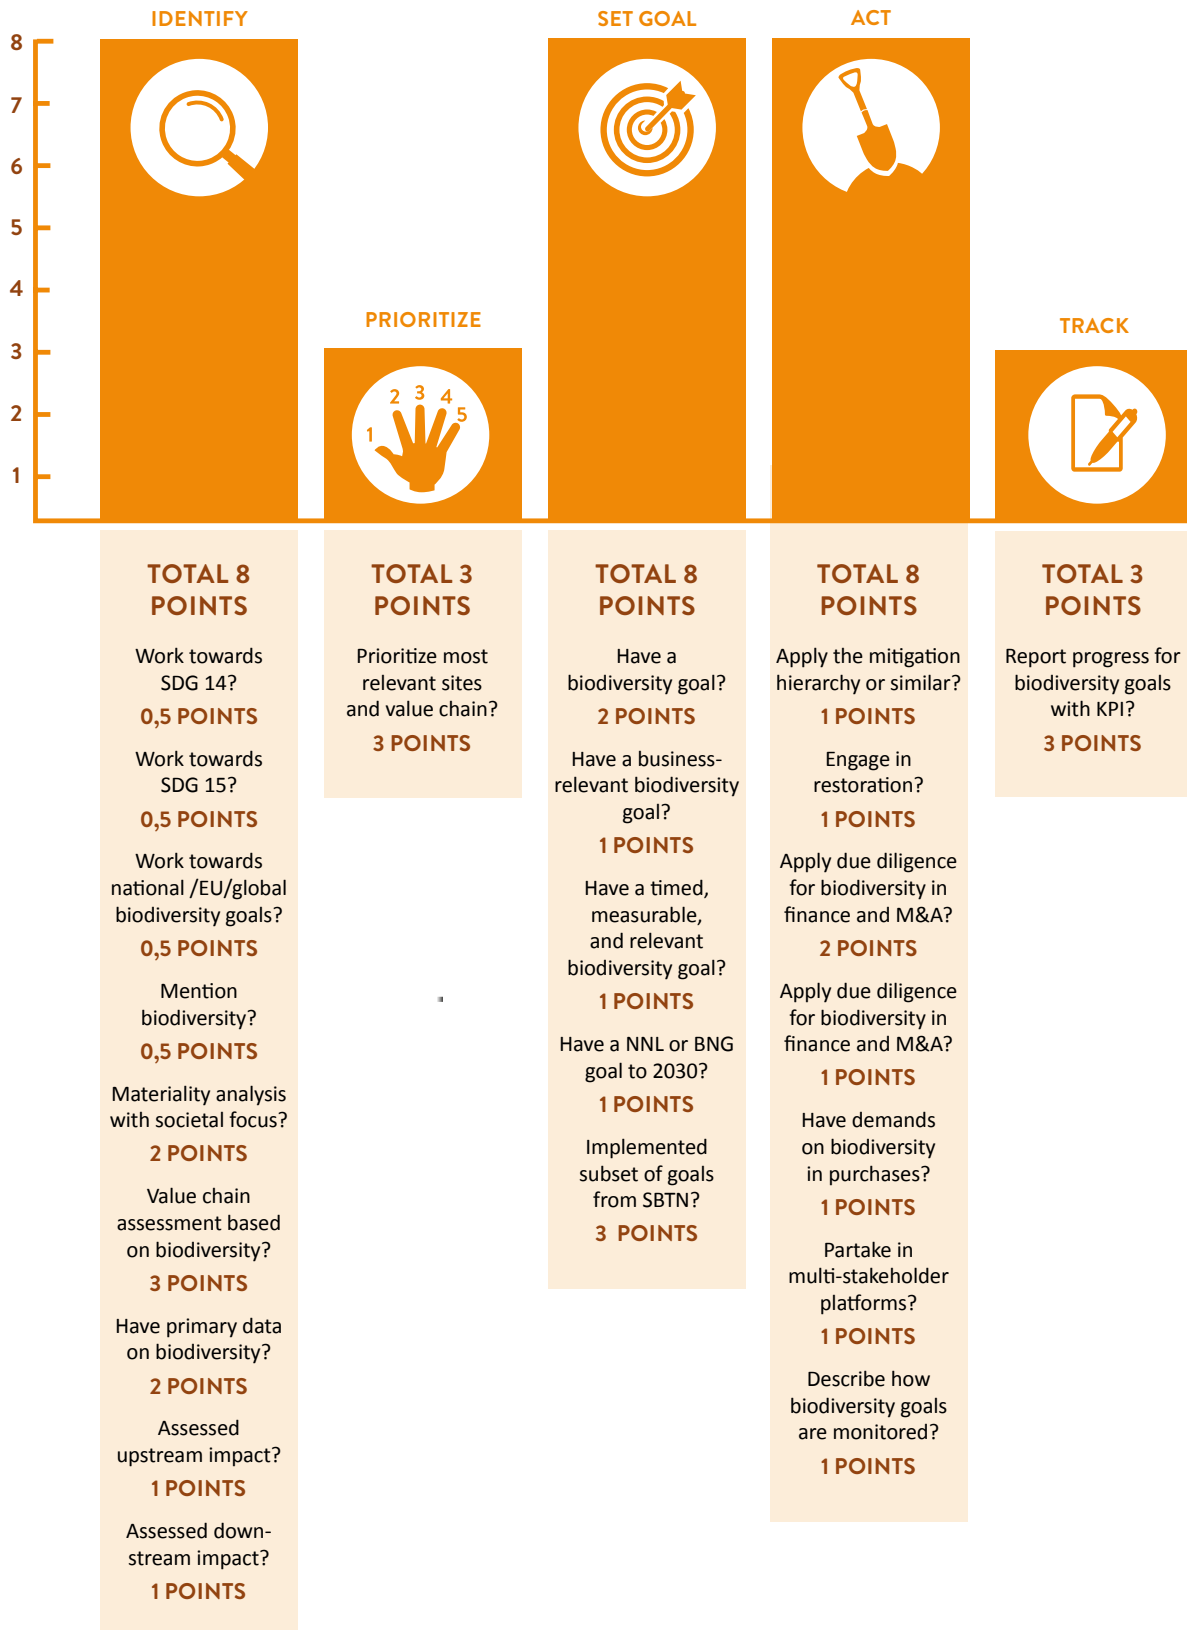 IDENTIFY
SET GOAL
ACT
8
7
6
5
4
3
2
1
PRIORITIZE
TRACK
1
2
3
4
5
TOTAL 8
POINTS
Work towards
SDG 14?
0,5 POINTS
Work towards
SDG 15?
0,5 POINTS
Work towards
national /EU/global
biodiversity goals?
0,5 POINTS
Mention
biodiversity?
0,5 POINTS
Materiality analysis
with societal focus?
2 POINTS
Value chain
assessment based
on biodiversity?
3 POINTS
Have primary data
on biodiversity?
2 POINTS
Assessed
upstream impact?
1 POINTS
Assessed down-
stream impact?
1 POINTS
TOTAL 3
POINTS
Prioritize most
relevant sites
and value chain?
3 POINTS
TOTAL 8
POINTS
Have a
biodiversity goal?
2 POINTS
Have a business-
relevant biodiversity
goal?
1 POINTS
Have a timed,
measurable,
and relevant
biodiversity goal?
1 POINTS
Have a NNL or BNG
goal to 2030?
1 POINTS
Implemented
subset of goals
from SBTN?
3 POINTS
TOTAL 8
POINTS
Apply the mitigation
hierarchy or similar?
1 POINTS
Engage in
restoration?
1 POINTS
Apply due diligence
for biodiversity in
finance and M&A?
2 POINTS
Apply due diligence
for biodiversity in
finance and M&A?
1 POINTS
Have demands
on biodiversity
in purchases?
1 POINTS
Partake in
multi-stakeholder
platforms?
1 POINTS
Describe how
biodiversity goals
are monitored?
1 POINTS
TOTAL 3
POINTS
Report progress for
biodiversity goals
with KPI?
3 POINTS